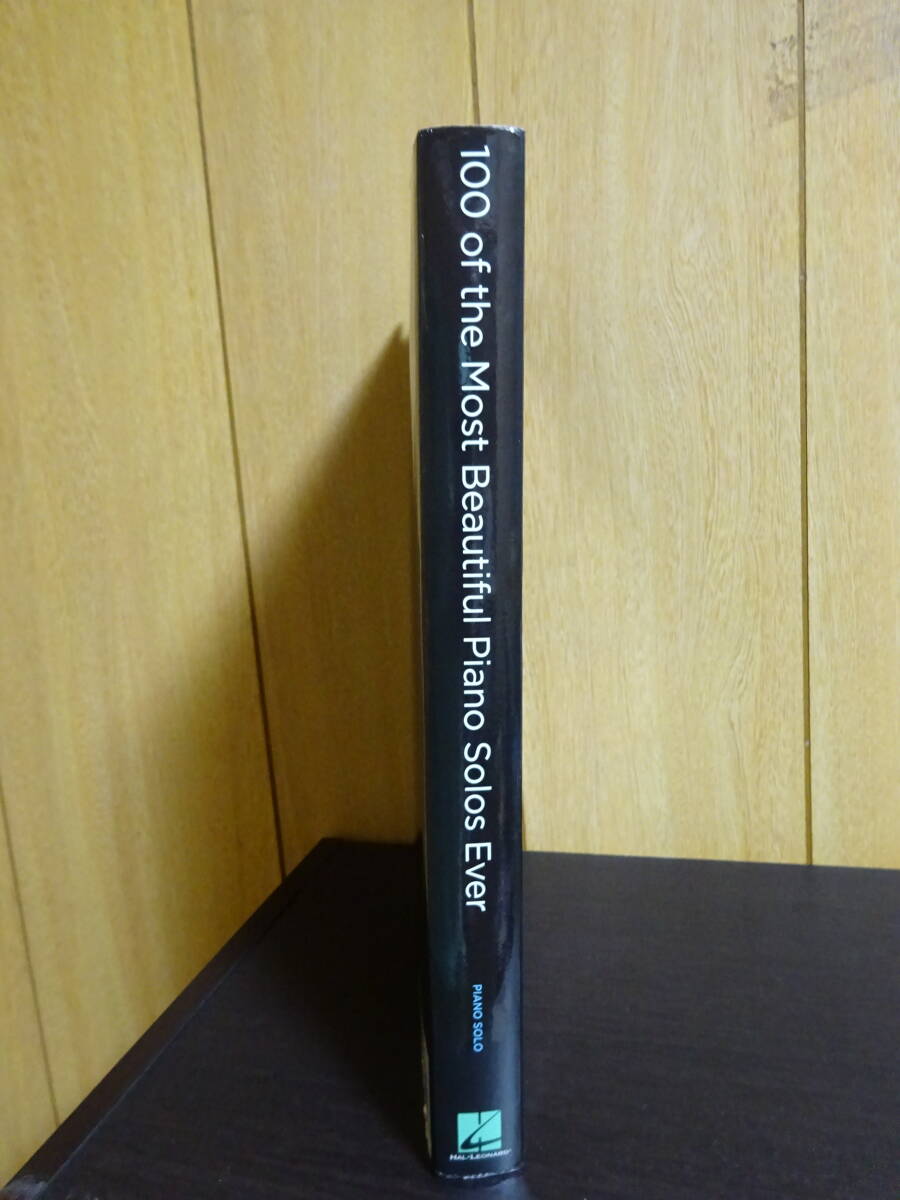 100 of the Most Beautiful Piano Solos Ever
PIANO SOLO
HAL•LEONARD®